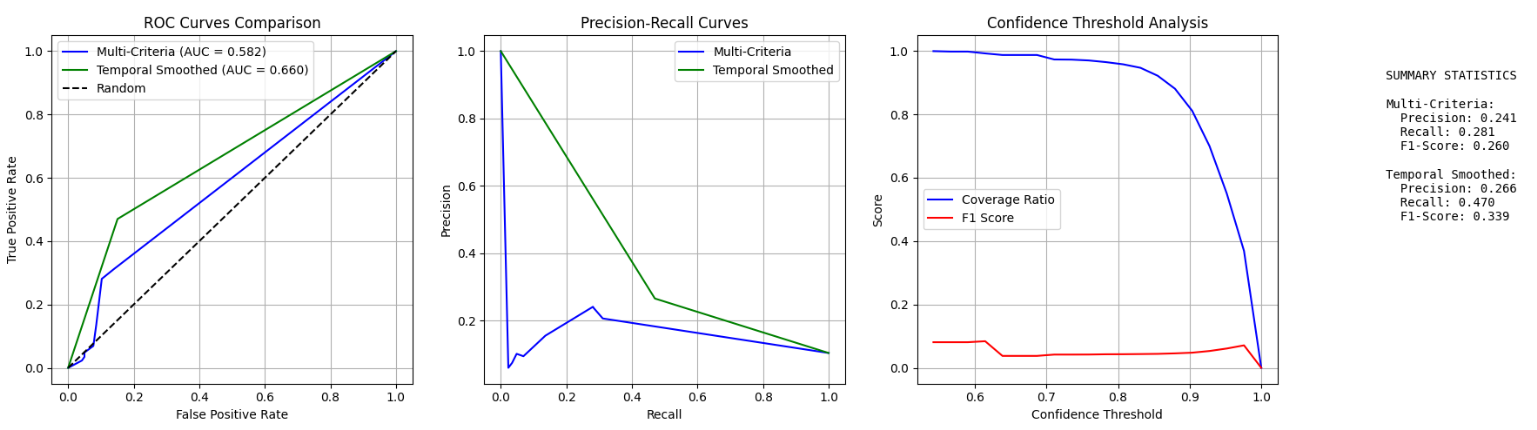 ROC Curves Comparison
Multi-Criteria (AUC = 0.582)
Temporal Smoothed (AUC = 0.660)
Random
1.0
0.8
0.6
0.4
0.2
0.0
True Positive Rate
0.0 0.2 0.4 0.6 0.8 1.0
False Positive Rate
Precision-Recall Curves
Multi-Criteria
Temporal Smoothed
1.0
0.8
0.6
0.4
0.2
Precision
0.0 0.2 0.4 0.6 0.8 1.0
Recall
Confidence Threshold Analysis
Coverage Ratio
F1 Score
1.0
0.8
0.6
0.4
0.2
0.0
Score
0.6 0.7 0.8 0.9 1.0
Confidence Threshold
SUMMARY STATISTICS
Multi-Criteria:
Precision: 0.241
Recall: 0.281
F1-Score: 0.260
Temporal Smoothed:
Precision: 0.266
Recall: 0.470
F1-Score: 0.339